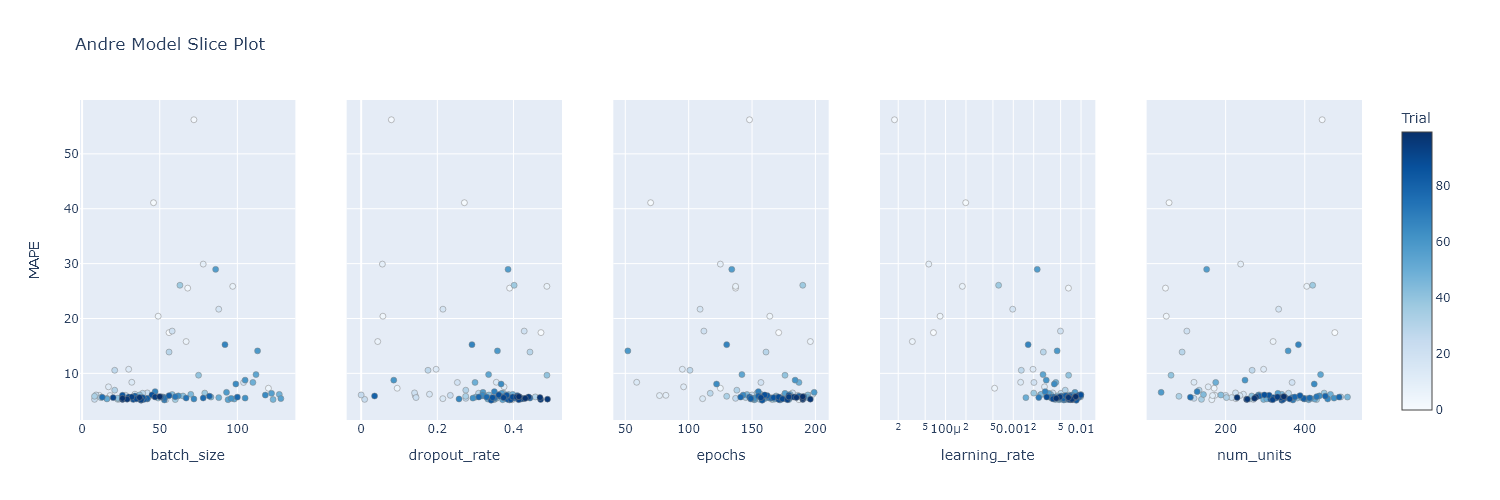 Andre Model Slice Plot
Trial
MAPE
50
40
30
20
10
80
60
40
20
0
0 50 100
0 0.2 0.4
50 100 150 200
2 5 100μ 2 5 0.001 2 5 0.01
200 400
batch_size
dropout_rate
epochs
learning_rate
num_units